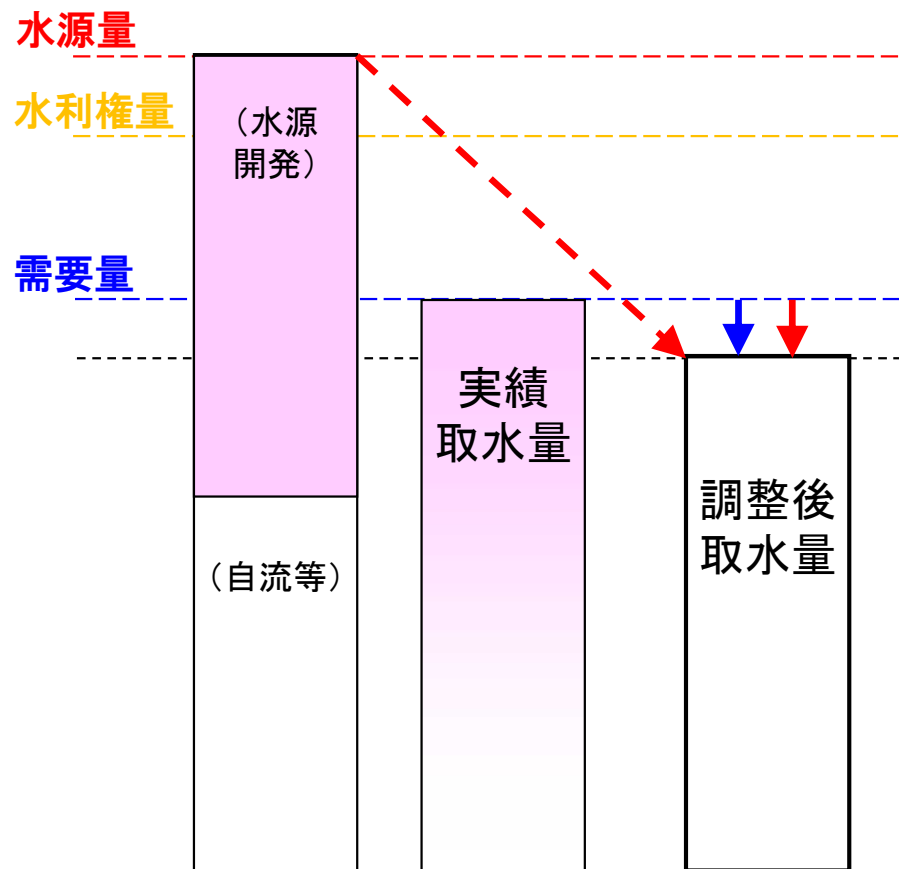 水源量
水利権量
（水源
開発）
需要量
実績
取水量
調整後
取水量
（自流等）